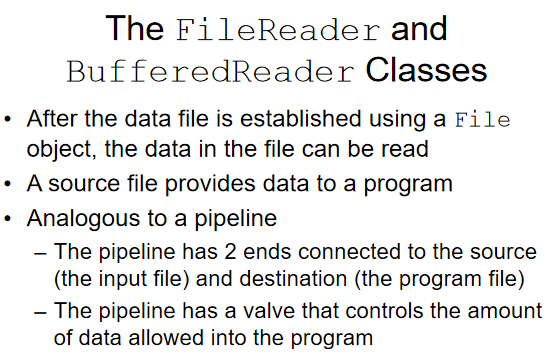 The FileReader and
BufferedReader Classes
• After the data file is established using a File
object, the data in the file can be read
• A source file provides data to a program
• Analogous to a pipeline
– The pipeline has 2 ends connected to the source
(the input file) and destination (the program file)
– The pipeline has a valve that controls the amount
of data allowed into the program